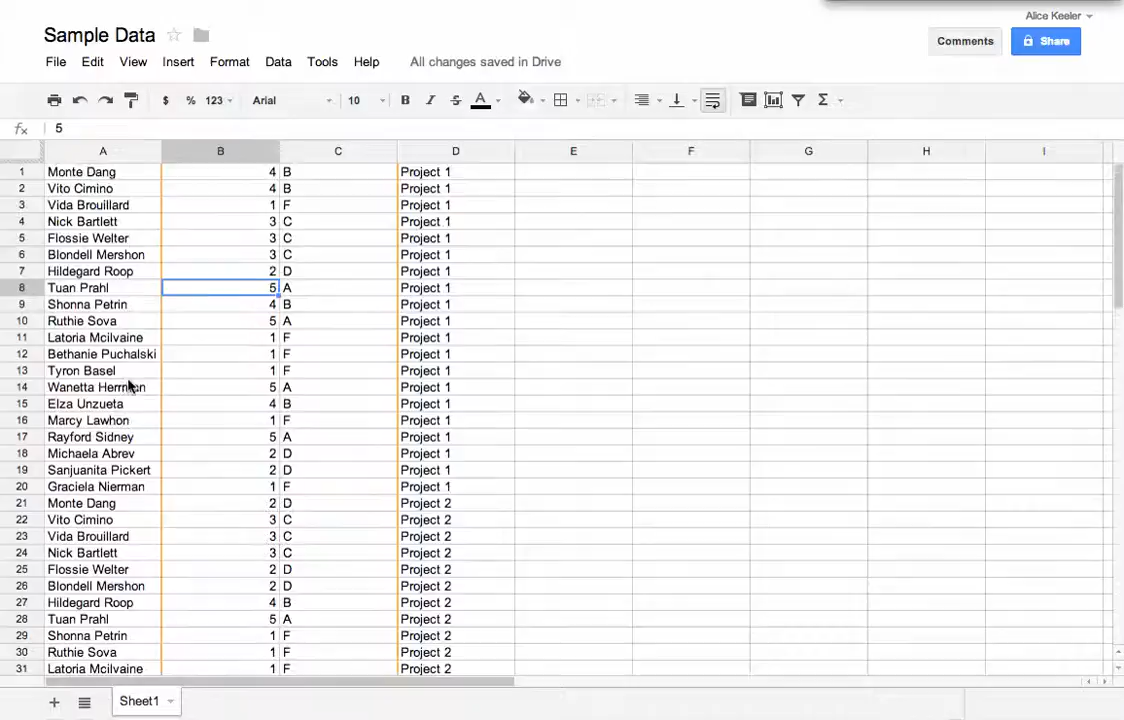 Alice Keeler
Sample Data
Comments Share
File Edit View Insert Format Data Tools Help All changes saved in Drive
$ % 123 Arial 10 B I S A Σ
fx 5
A B C D E F G H I
1 Monte Dang 4 B Project 1
2 Vito Cimino 4 B Project 1
3 Vida Brouillard 1 F Project 1
4 Nick Bartlett 3 C Project 1
5 Flossie Welter 3 C Project 1
6 Blondell Mershon 3 C Project 1
7 Hildegard Roop 2 D Project 1
8 Tuan Prahl 5 A Project 1
9 Shonna Petrin 4 B Project 1
10 Ruthie Sova 5 A Project 1
11 Latoria Mcilvaine 1 F Project 1
12 Bethanie Puchalski 1 F Project 1
13 Tyron Basel 1 F Project 1
14 Wanetta Herrman 5 A Project 1
15 Elza Unzueta 4 B Project 1
16 Marcy Lawhon 1 F Project 1
17 Rayford Sidney 5 A Project 1
18 Michaela Abrev 2 D Project 1
19 Sanjuanita Pickert 2 D Project 1
20 Graciela Nierman 1 F Project 1
21 Monte Dang 2 D Project 2
22 Vito Cimino 3 C Project 2
23 Vida Brouillard 3 C Project 2
24 Nick Bartlett 3 C Project 2
25 Flossie Welter 2 D Project 2
26 Blondell Mershon 2 D Project 2
27 Hildegard Roop 4 B Project 2
28 Tuan Prahl 5 A Project 2
29 Shonna Petrin 1 F Project 2
30 Ruthie Sova 1 F Project 2
31 Latoria Mcilvaine 1 F Project 2
Sheet1